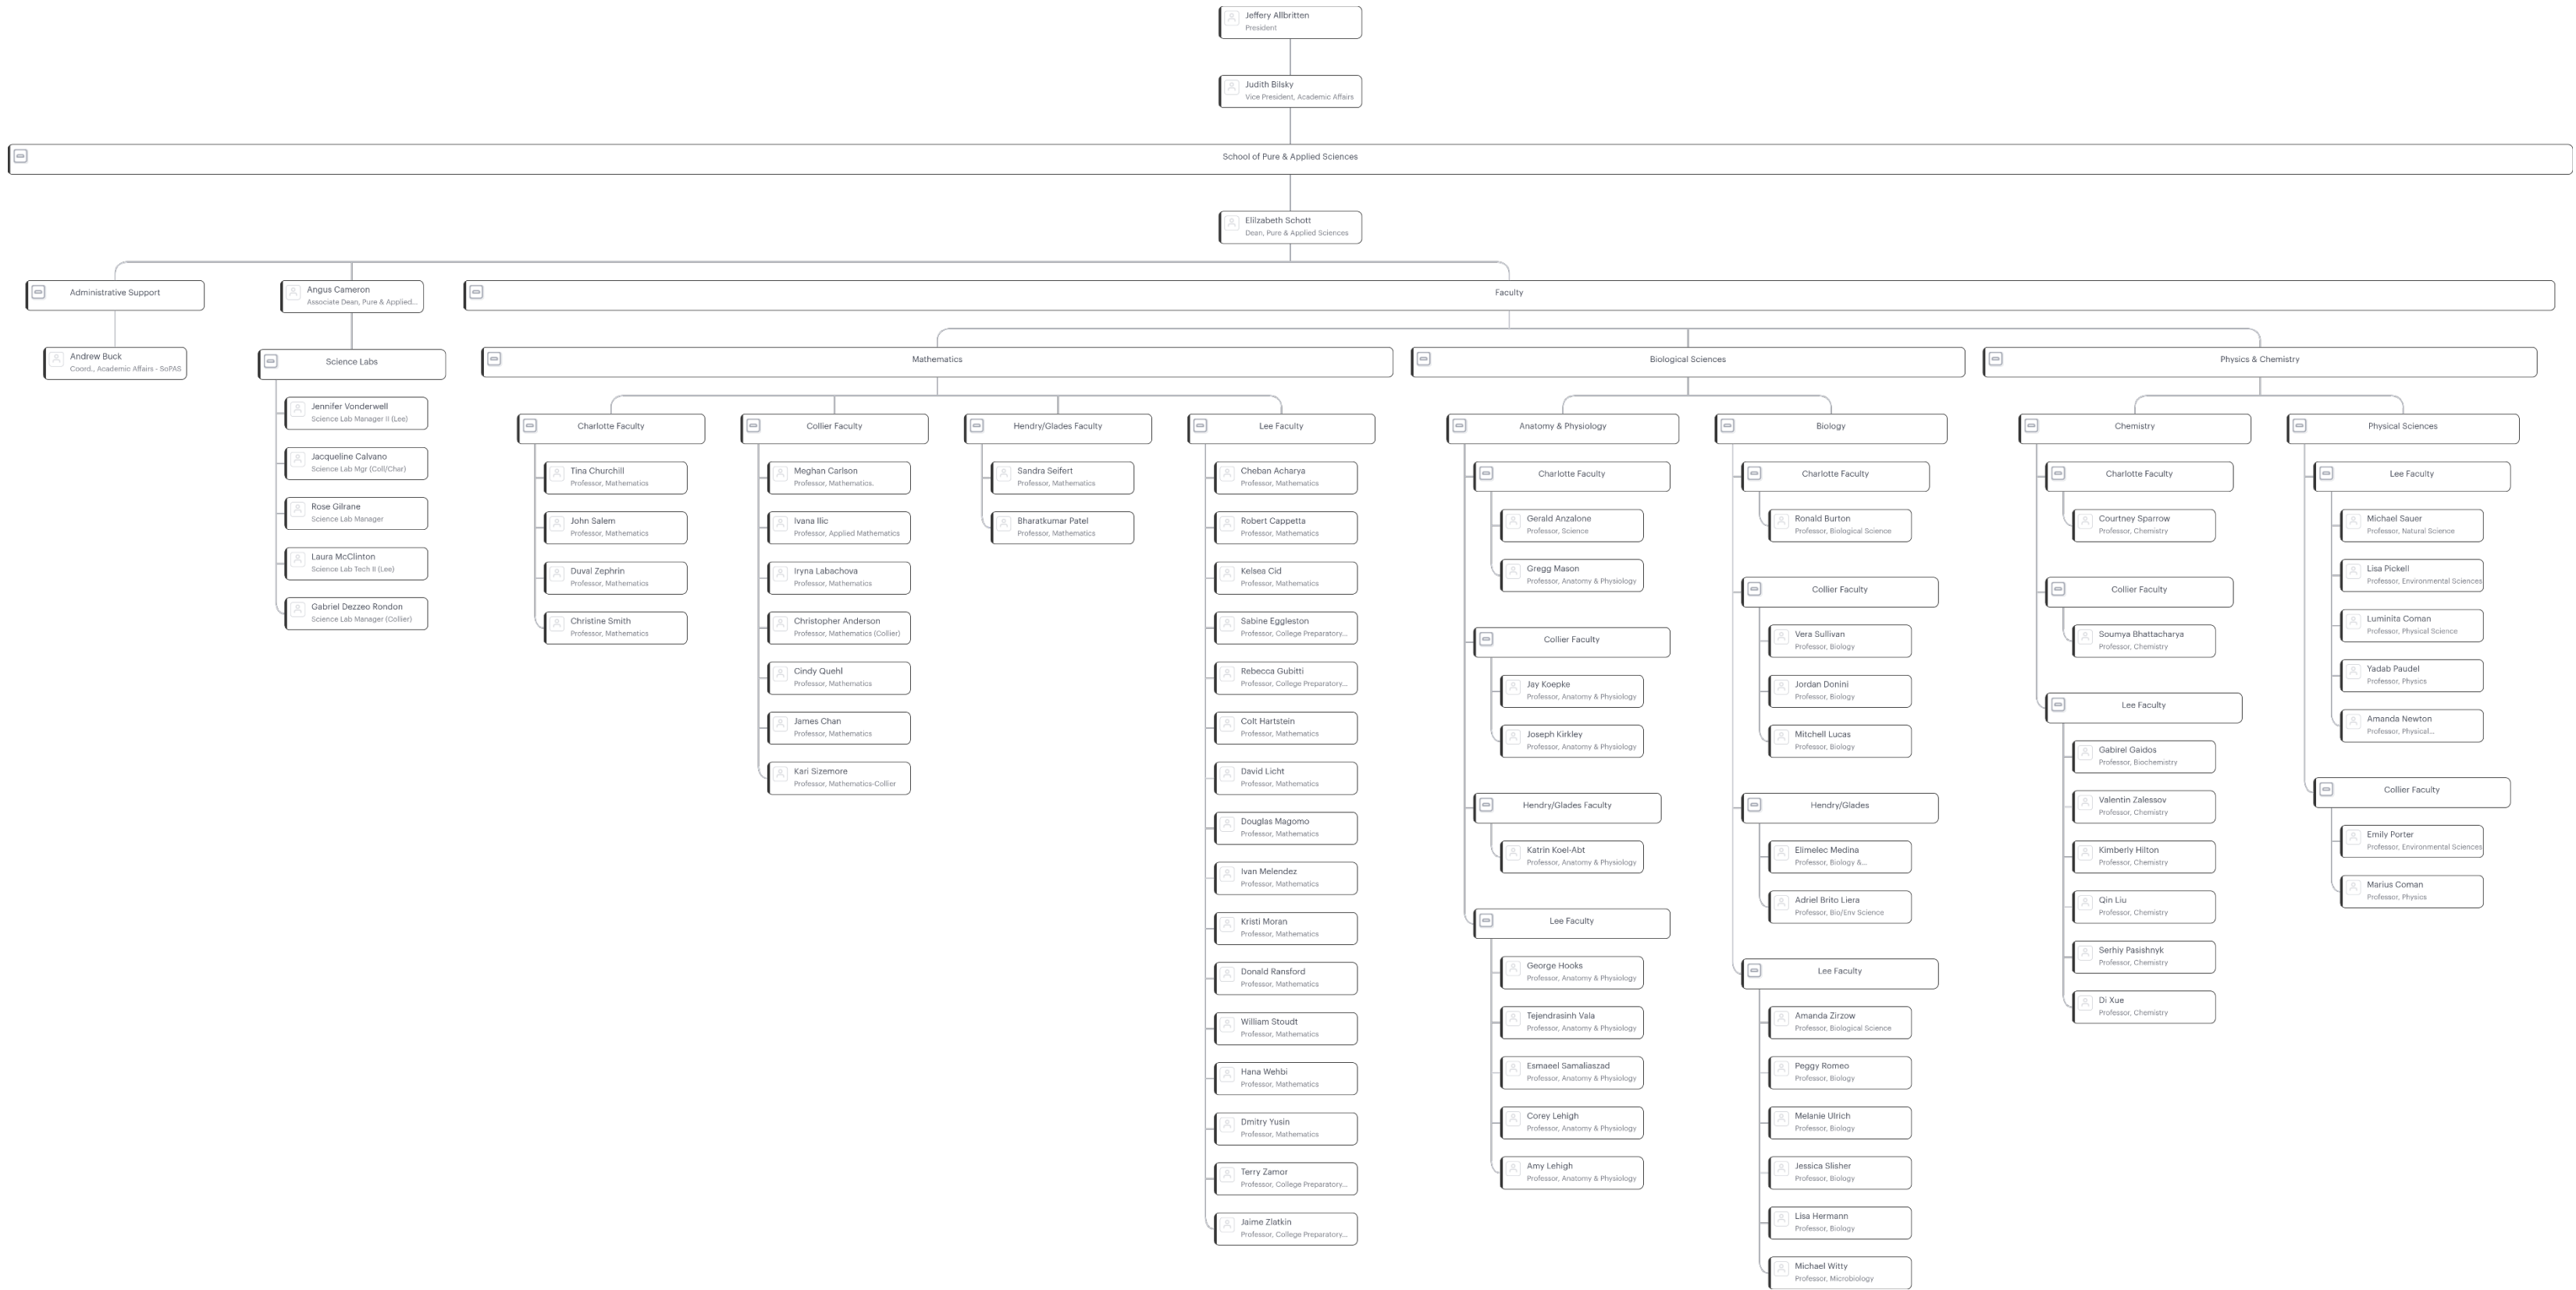 Jeffery Allbritten
President
Judith Bilsky
Vice President, Academic Affairs
School of Pure & Applied Sciences
Elilzabeth Schott
Dean, Pure & Applied Sciences
Administrative Support
Andrew Buck
Coord., Academic Affairs - SoPAS
Angus Cameron
Associate Dean, Pure & Applied...
Science Labs
Jennifer Vonderwell
Science Lab Manager II (Lee)
Jacqueline Calvano
Science Lab Mgr (Coll/Char)
Rose Gilrane
Science Lab Manager
Laura McClinton
Science Lab Tech II (Lee)
Gabriel Dezzeo Rondon
Science Lab Manager (Collier)
Faculty
Mathematics
Charlotte Faculty
Tina Churchill
Professor, Mathematics
John Salem
Professor, Mathematics
Duval Zephrin
Professor, Mathematics
Christine Smith
Professor, Mathematics
Collier Faculty
Meghan Carlson
Professor, Mathematics.
Ivana Ilic
Professor, Applied Mathematics
Iryna Labachova
Professor, Mathematics
Christopher Anderson
Professor, Mathematics (Collier)
Cindy Quehl
Professor, Mathematics
James Chan
Professor, Mathematics
Kari Sizemore
Professor, Mathematics-Collier
Hendry/Glades Faculty
Sandra Seifert
Professor, Mathematics
Bharatkumar Patel
Professor, Mathematics
Lee Faculty
Cheban Acharya
Professor, Mathematics
Robert Cappetta
Professor, Mathematics
Kelsea Cid
Professor, Mathematics
Sabine Eggleston
Professor, College Preparatory...
Rebecca Gubitti
Professor, College Preparatory...
Colt Hartstein
Professor, Mathematics
David Licht
Professor, Mathematics
Douglas Magomo
Professor, Mathematics
Ivan Melendez
Professor, Mathematics
Kristi Moran
Professor, Mathematics
Donald Ransford
Professor, Mathematics
William Stoudt
Professor, Mathematics
Hana Wehbi
Professor, Mathematics
Dmitry Yusin
Professor, Mathematics
Terry Zamor
Professor, College Preparatory...
Jaime Zlatkin
Professor, College Preparatory...
Biological Sciences
Anatomy & Physiology
Charlotte Faculty
Gerald Anzalone
Professor, Science
Gregg Mason
Professor, Anatomy & Physiology
Collier Faculty
Jay Koepke
Professor, Anatomy & Physiology
Joseph Kirkley
Professor, Anatomy & Physiology
Hendry/Glades Faculty
Katrin Koel-Abt
Professor, Anatomy & Physiology
Lee Faculty
George Hooks
Professor, Anatomy & Physiology
Tejendrasinh Vala
Professor, Anatomy & Physiology
Esmaeel Samaliaszad
Professor, Anatomy & Physiology
Corey Lehigh
Professor, Anatomy & Physiology
Amy Lehigh
Professor, Anatomy & Physiology
Biology
Charlotte Faculty
Ronald Burton
Professor, Biological Science
Collier Faculty
Vera Sullivan
Professor, Biology
Jordan Donini
Professor, Biology
Mitchell Lucas
Professor, Biology
Hendry/Glades
Elimelec Medina
Professor, Biology &...
Adriel Brito Liera
Professor, Bio/Env Science
Lee Faculty
Amanda Zirzow
Professor, Biological Science
Peggy Romeo
Professor, Biology
Melanie Ulrich
Professor, Biology
Jessica Slisher
Professor, Biology
Lisa Hermann
Professor, Biology
Michael Witty
Professor, Microbiology
Physics & Chemistry
Chemistry
Charlotte Faculty
Courtney Sparrow
Professor, Chemistry
Collier Faculty
Soumya Bhattacharya
Professor, Chemistry
Lee Faculty
Gabirel Gaidos
Professor, Biochemistry
Valentin Zalessov
Professor, Chemistry
Kimberly Hilton
Professor, Chemistry
Qin Liu
Professor, Chemistry
Serhiy Pasishnyk
Professor, Chemistry
Di Xue
Professor, Chemistry
Physical Sciences
Lee Faculty
Michael Sauer
Professor, Natural Science
Lisa Pickell
Professor, Environmental Sciences
Luminita Coman
Professor, Physical Science
Yadab Paudel
Professor, Physics
Amanda Newton
Professor, Physical...
Collier Faculty
Emily Porter
Professor, Environmental Sciences
Marius Coman
Professor, Physics